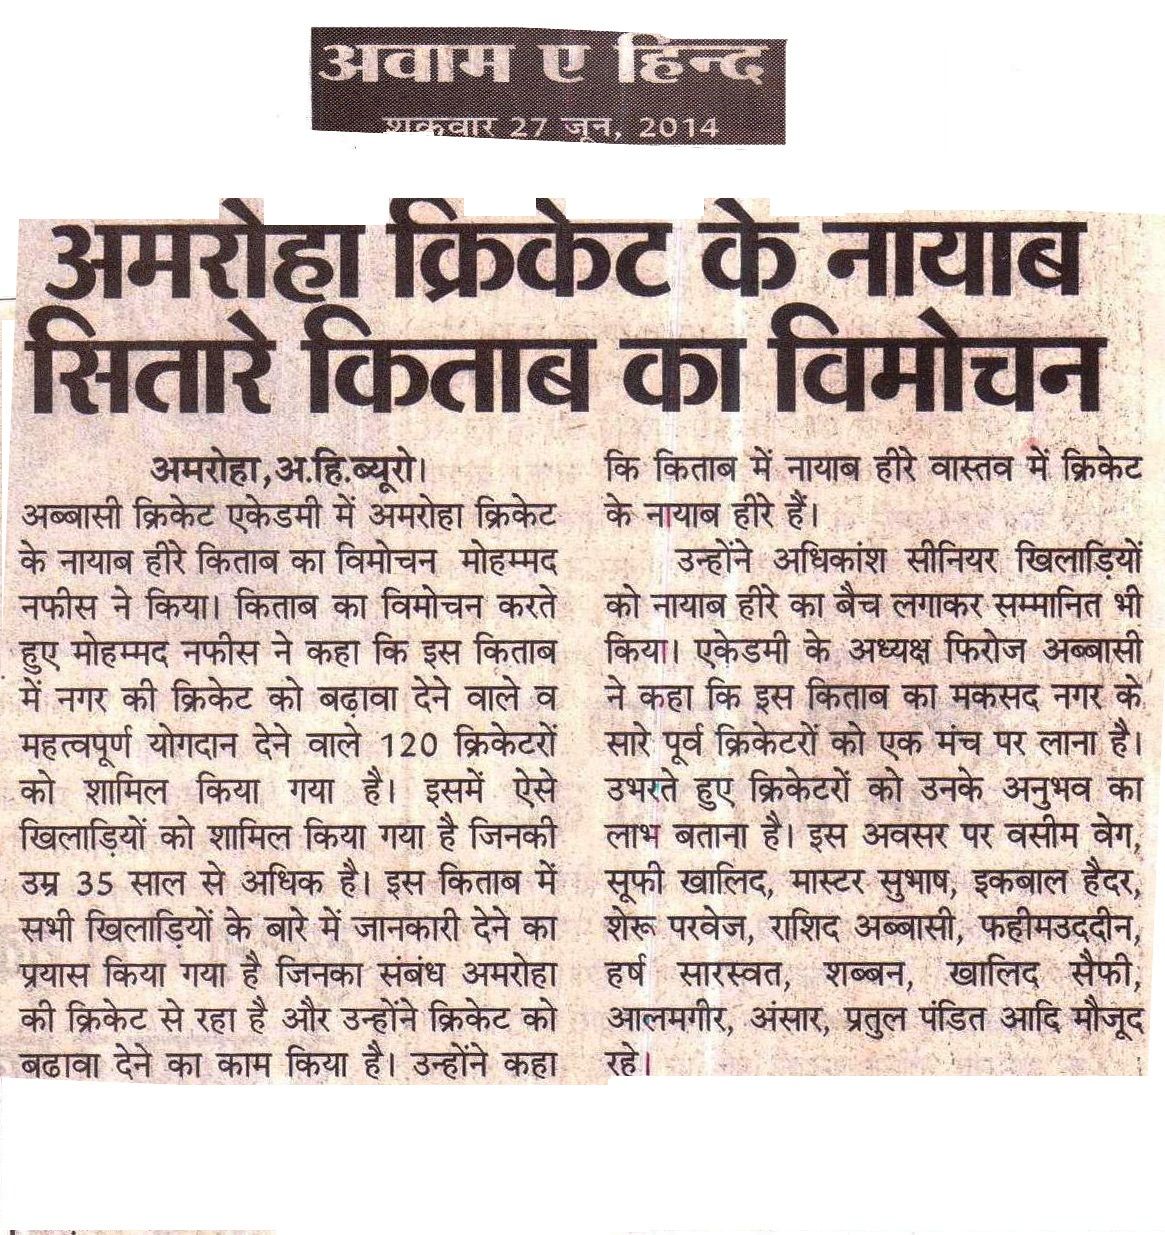 अवाम ए हिन्द
शुक्रवार 27 जून, 2014
अमरोहा क्रिकेट के नायाब
सितारे किताब का विमोचन
अमरोहा,अ.हि.ब्यूरो।
अब्बासी क्रिकेट एकेडमी में अमरोहा क्रिकेट
के नायाब हीरे किताब का विमोचन मोहम्मद
नफीस ने किया। किताब का विमोचन करते
हुए मोहम्मद नफीस ने कहा कि इस किताब
में नगर की क्रिकेट को बढ़ावा देने वाले व
महत्वपूर्ण योगदान देने वाले 120 क्रिकेटरों
को शामिल किया गया है। इसमें ऐसे
खिलाड़ियों को शामिल किया गया है जिनकी
उम्र 35 साल से अधिक है। इस किताब में
सभी खिलाड़ियों के बारे में जानकारी देने का
प्रयास किया गया है जिनका संबंध अमरोहा
की क्रिकेट से रहा है और उन्होंने क्रिकेट को
बढावा देने का काम किया है। उन्होंने कहा
कि किताब में नायाब हीरे वास्तव में क्रिकेट
के नायाब हीरे हैं।
उन्होंने अधिकांश सीनियर खिलाड़ियों
को नायाब हीरे का बैच लगाकर सम्मानित भी
किया। एकेडमी के अध्यक्ष फिरोज अब्बासी
ने कहा कि इस किताब का मकसद नगर के
सारे पूर्व क्रिकेटरों को एक मंच पर लाना है।
उभरते हुए क्रिकेटरों को उनके अनुभव का
लाभ बताना है। इस अवसर पर वसीम वेग,
सूफी खालिद, मास्टर सुभाष, इकबाल हैदर,
शेरू परवेज, राशिद अब्बासी, फहीमउददीन,
हर्ष सारस्वत, शब्बन, खालिद सैफी,
आलमगीर, अंसार, प्रतुल पंडित आदि मौजूद
रहे।